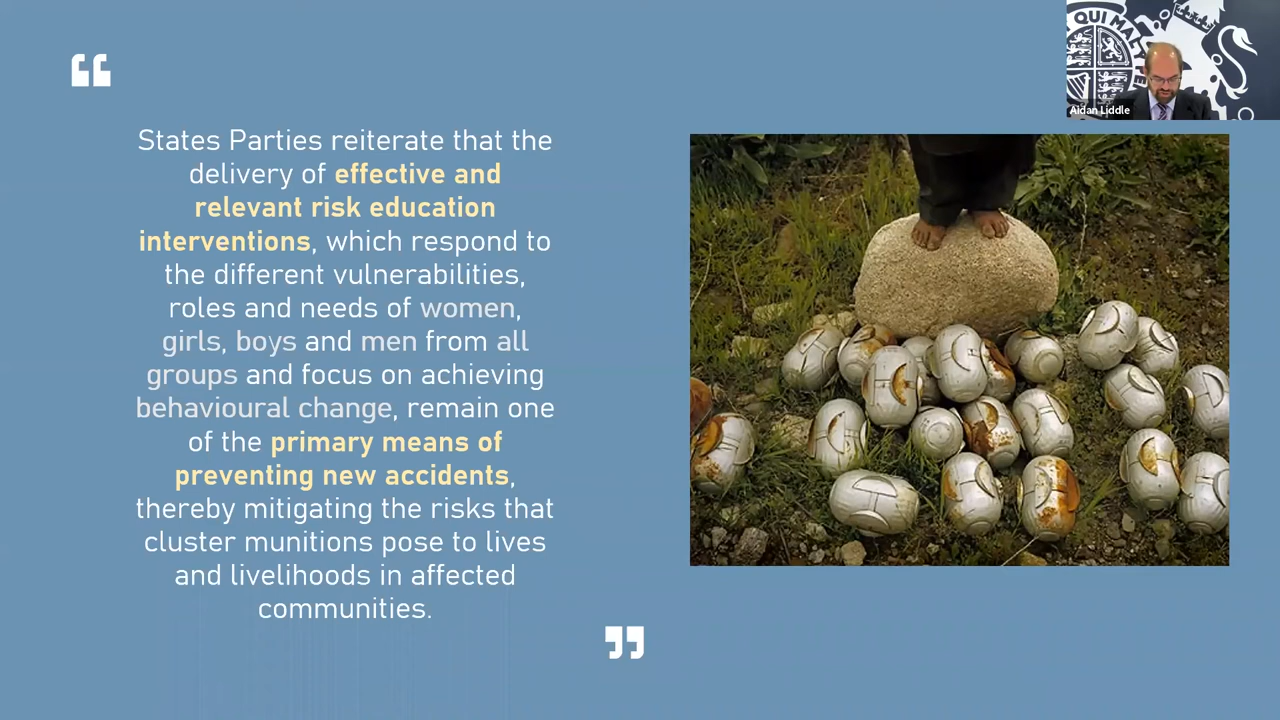 QUI MAL
Aidan Liddle
“
States Parties reiterate that the
delivery of effective and
relevant risk education
interventions, which respond to
the different vulnerabilities,
roles and needs of women,
girls, boys and men from all
groups and focus on achieving
behavioural change, remain one
of the primary means of
preventing new accidents,
thereby mitigating the risks that
cluster munitions pose to lives
and livelihoods in affected
communities.
”